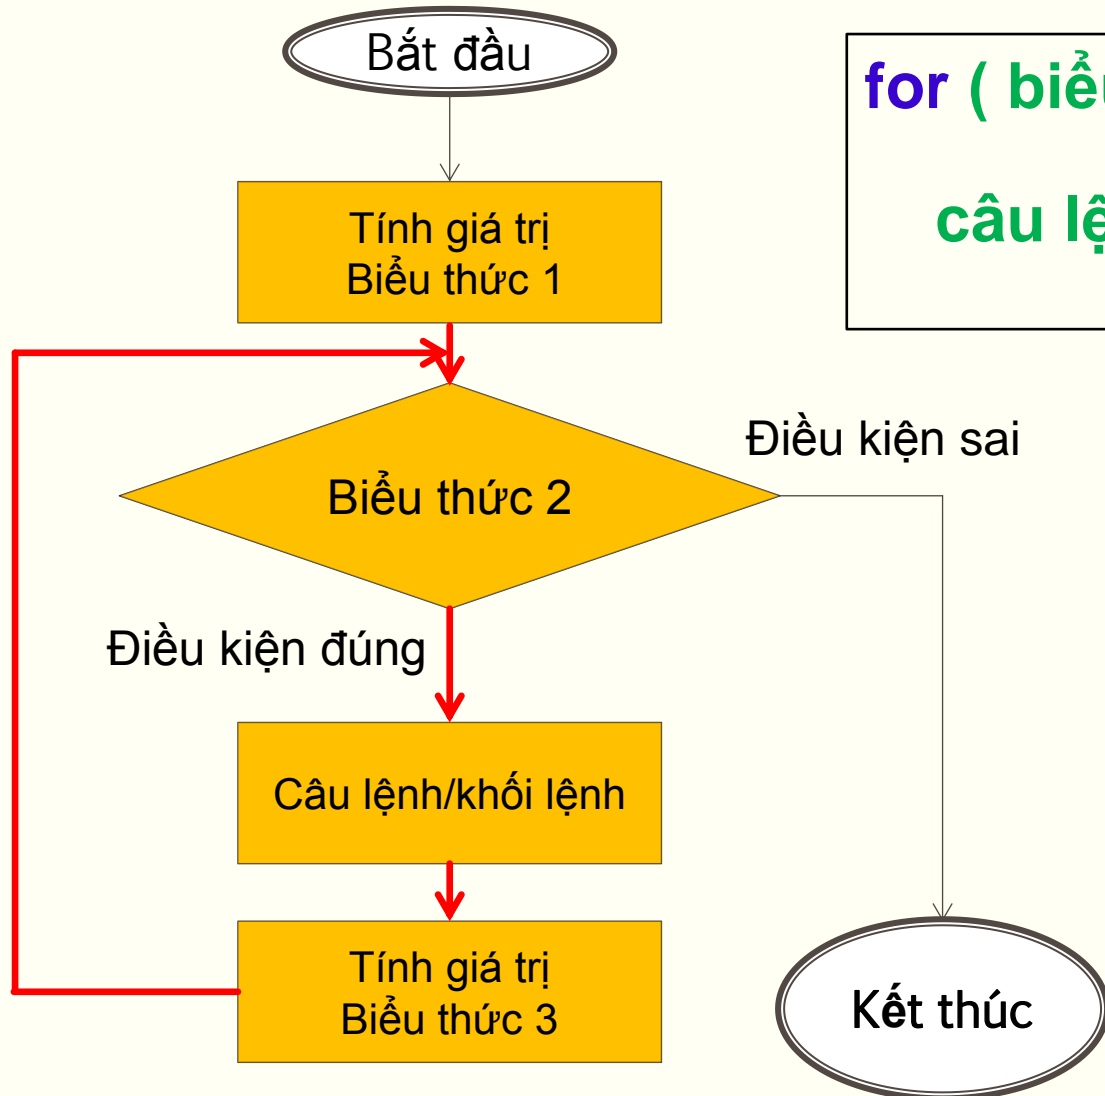 Bắt đầu
for ( biểu
câu lệ
Tính giá trị
Biểu thức 1
Điều kiện sai
Biểu thức 2
Điều kiện đúng
Câu lệnh/khối lệnh
Tính giá trị
Biểu thức 3
Kết thúc